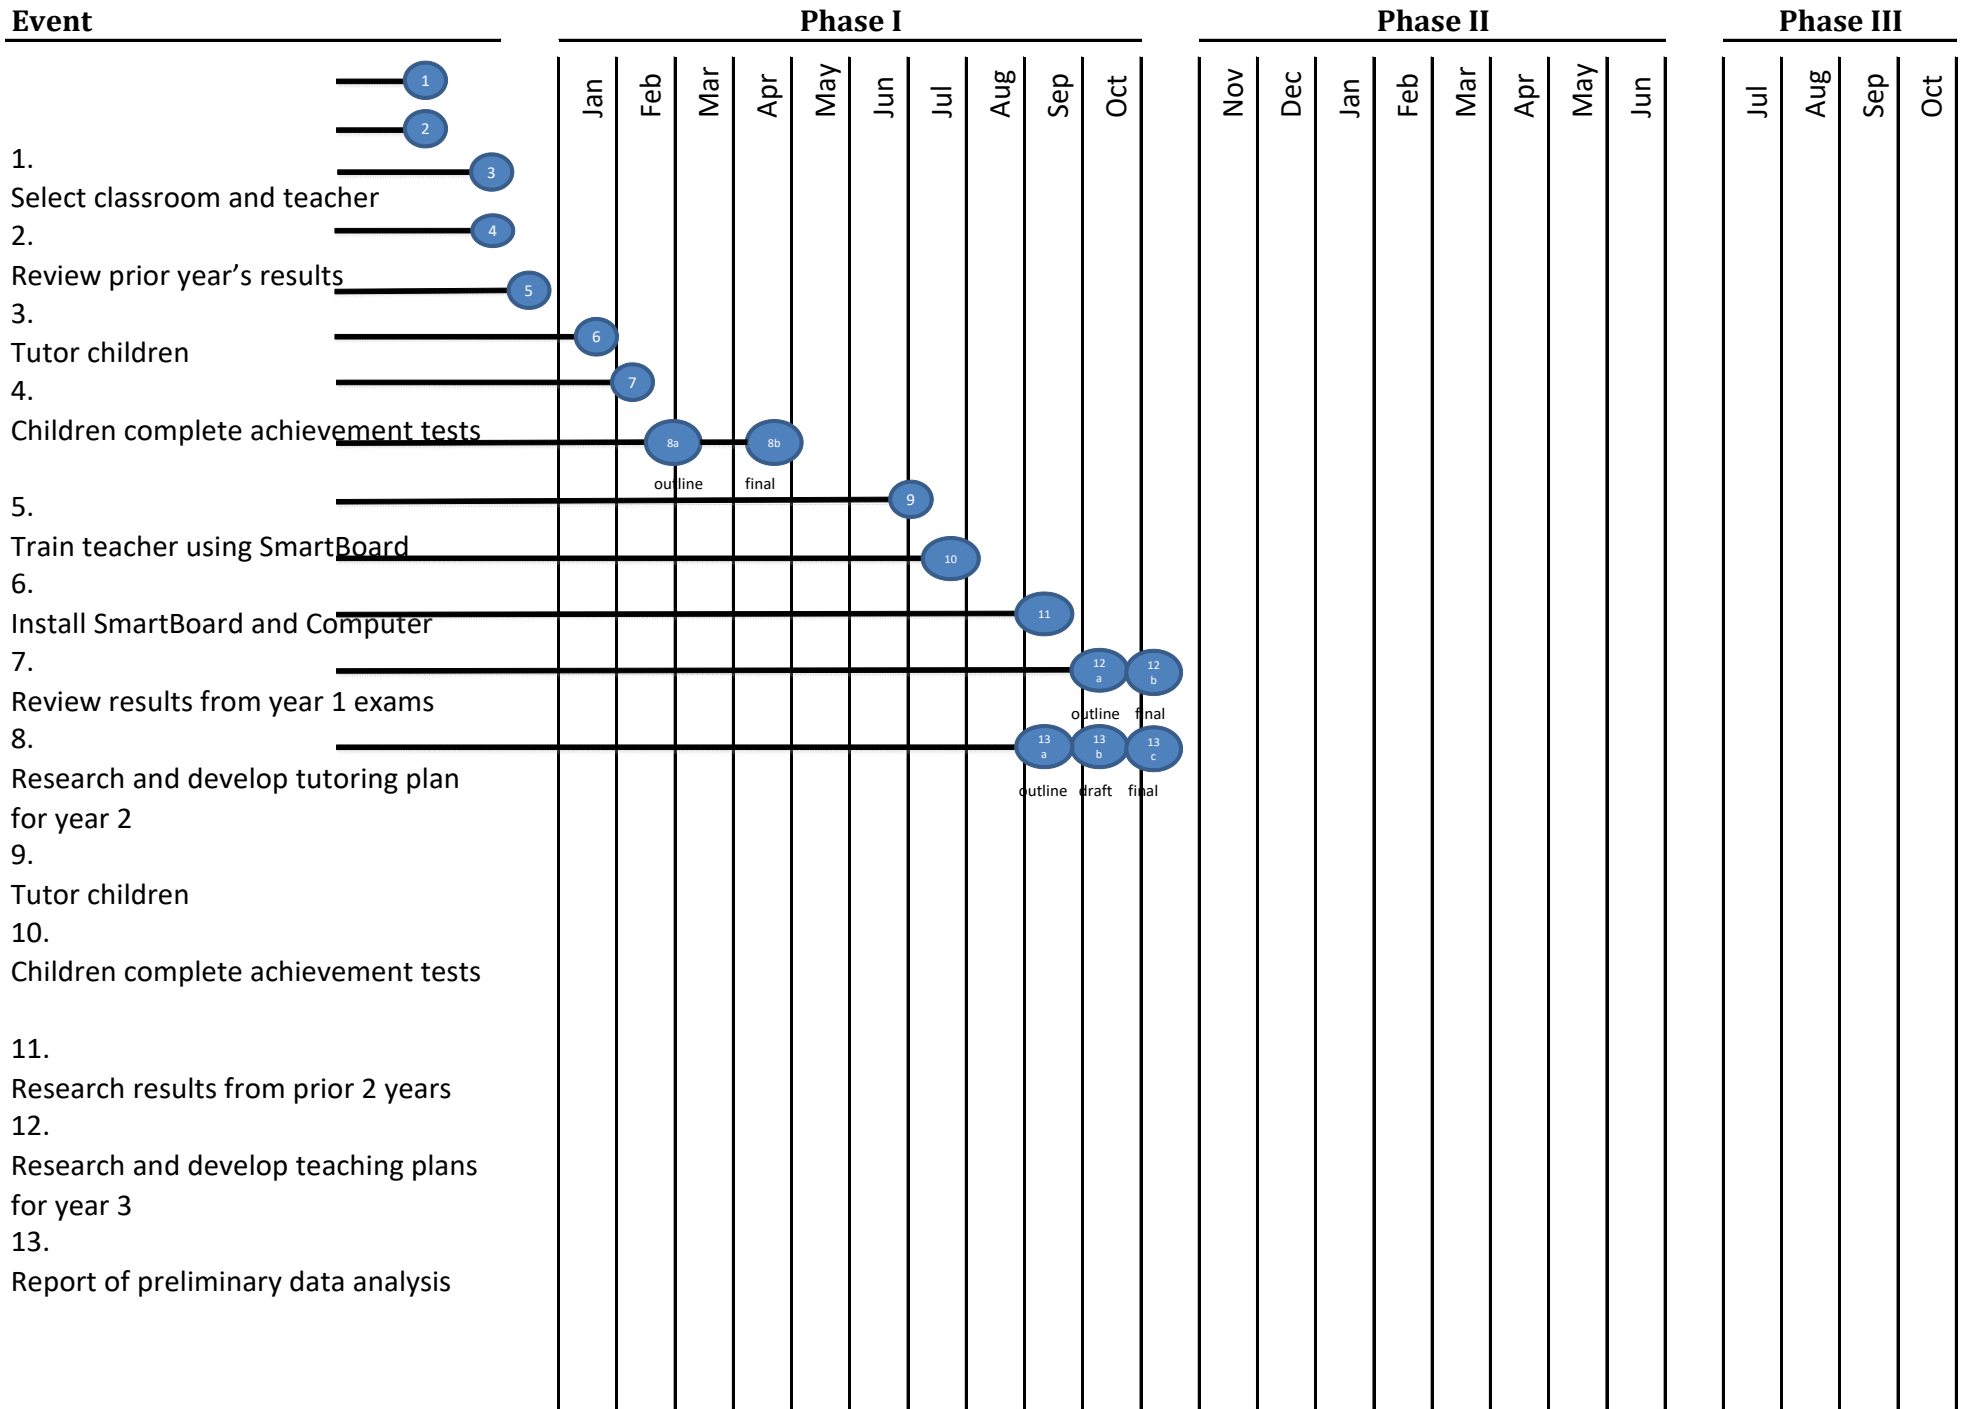 Event Phase I Phase II Phase III
Jan Feb Mar Apr May Jun Jul Aug Sep Oct Nov Dec Jan Feb Mar Apr May Jun Jul Aug Sep Oct
1
2
1.
3
Select classroom and teacher
2.
4
Review prior year’s results
5
3.
6
Tutor children
7
4.
Children complete achievement tests
8a 8b
outline final
9
5.
Train teacher using SmartBoard
10
6.
11
Install SmartBoard and Computer
7.
12
a
12
b
Review results from year 1 exams
outline final
8.
13
a
13
b
13
c
Research and develop tutoring plan
outline draft final
for year 2
9.
Tutor children
10.
Children complete achievement tests
11.
Research results from prior 2 years
12.
Research and develop teaching plans
for year 3
13.
Report of preliminary data analysis